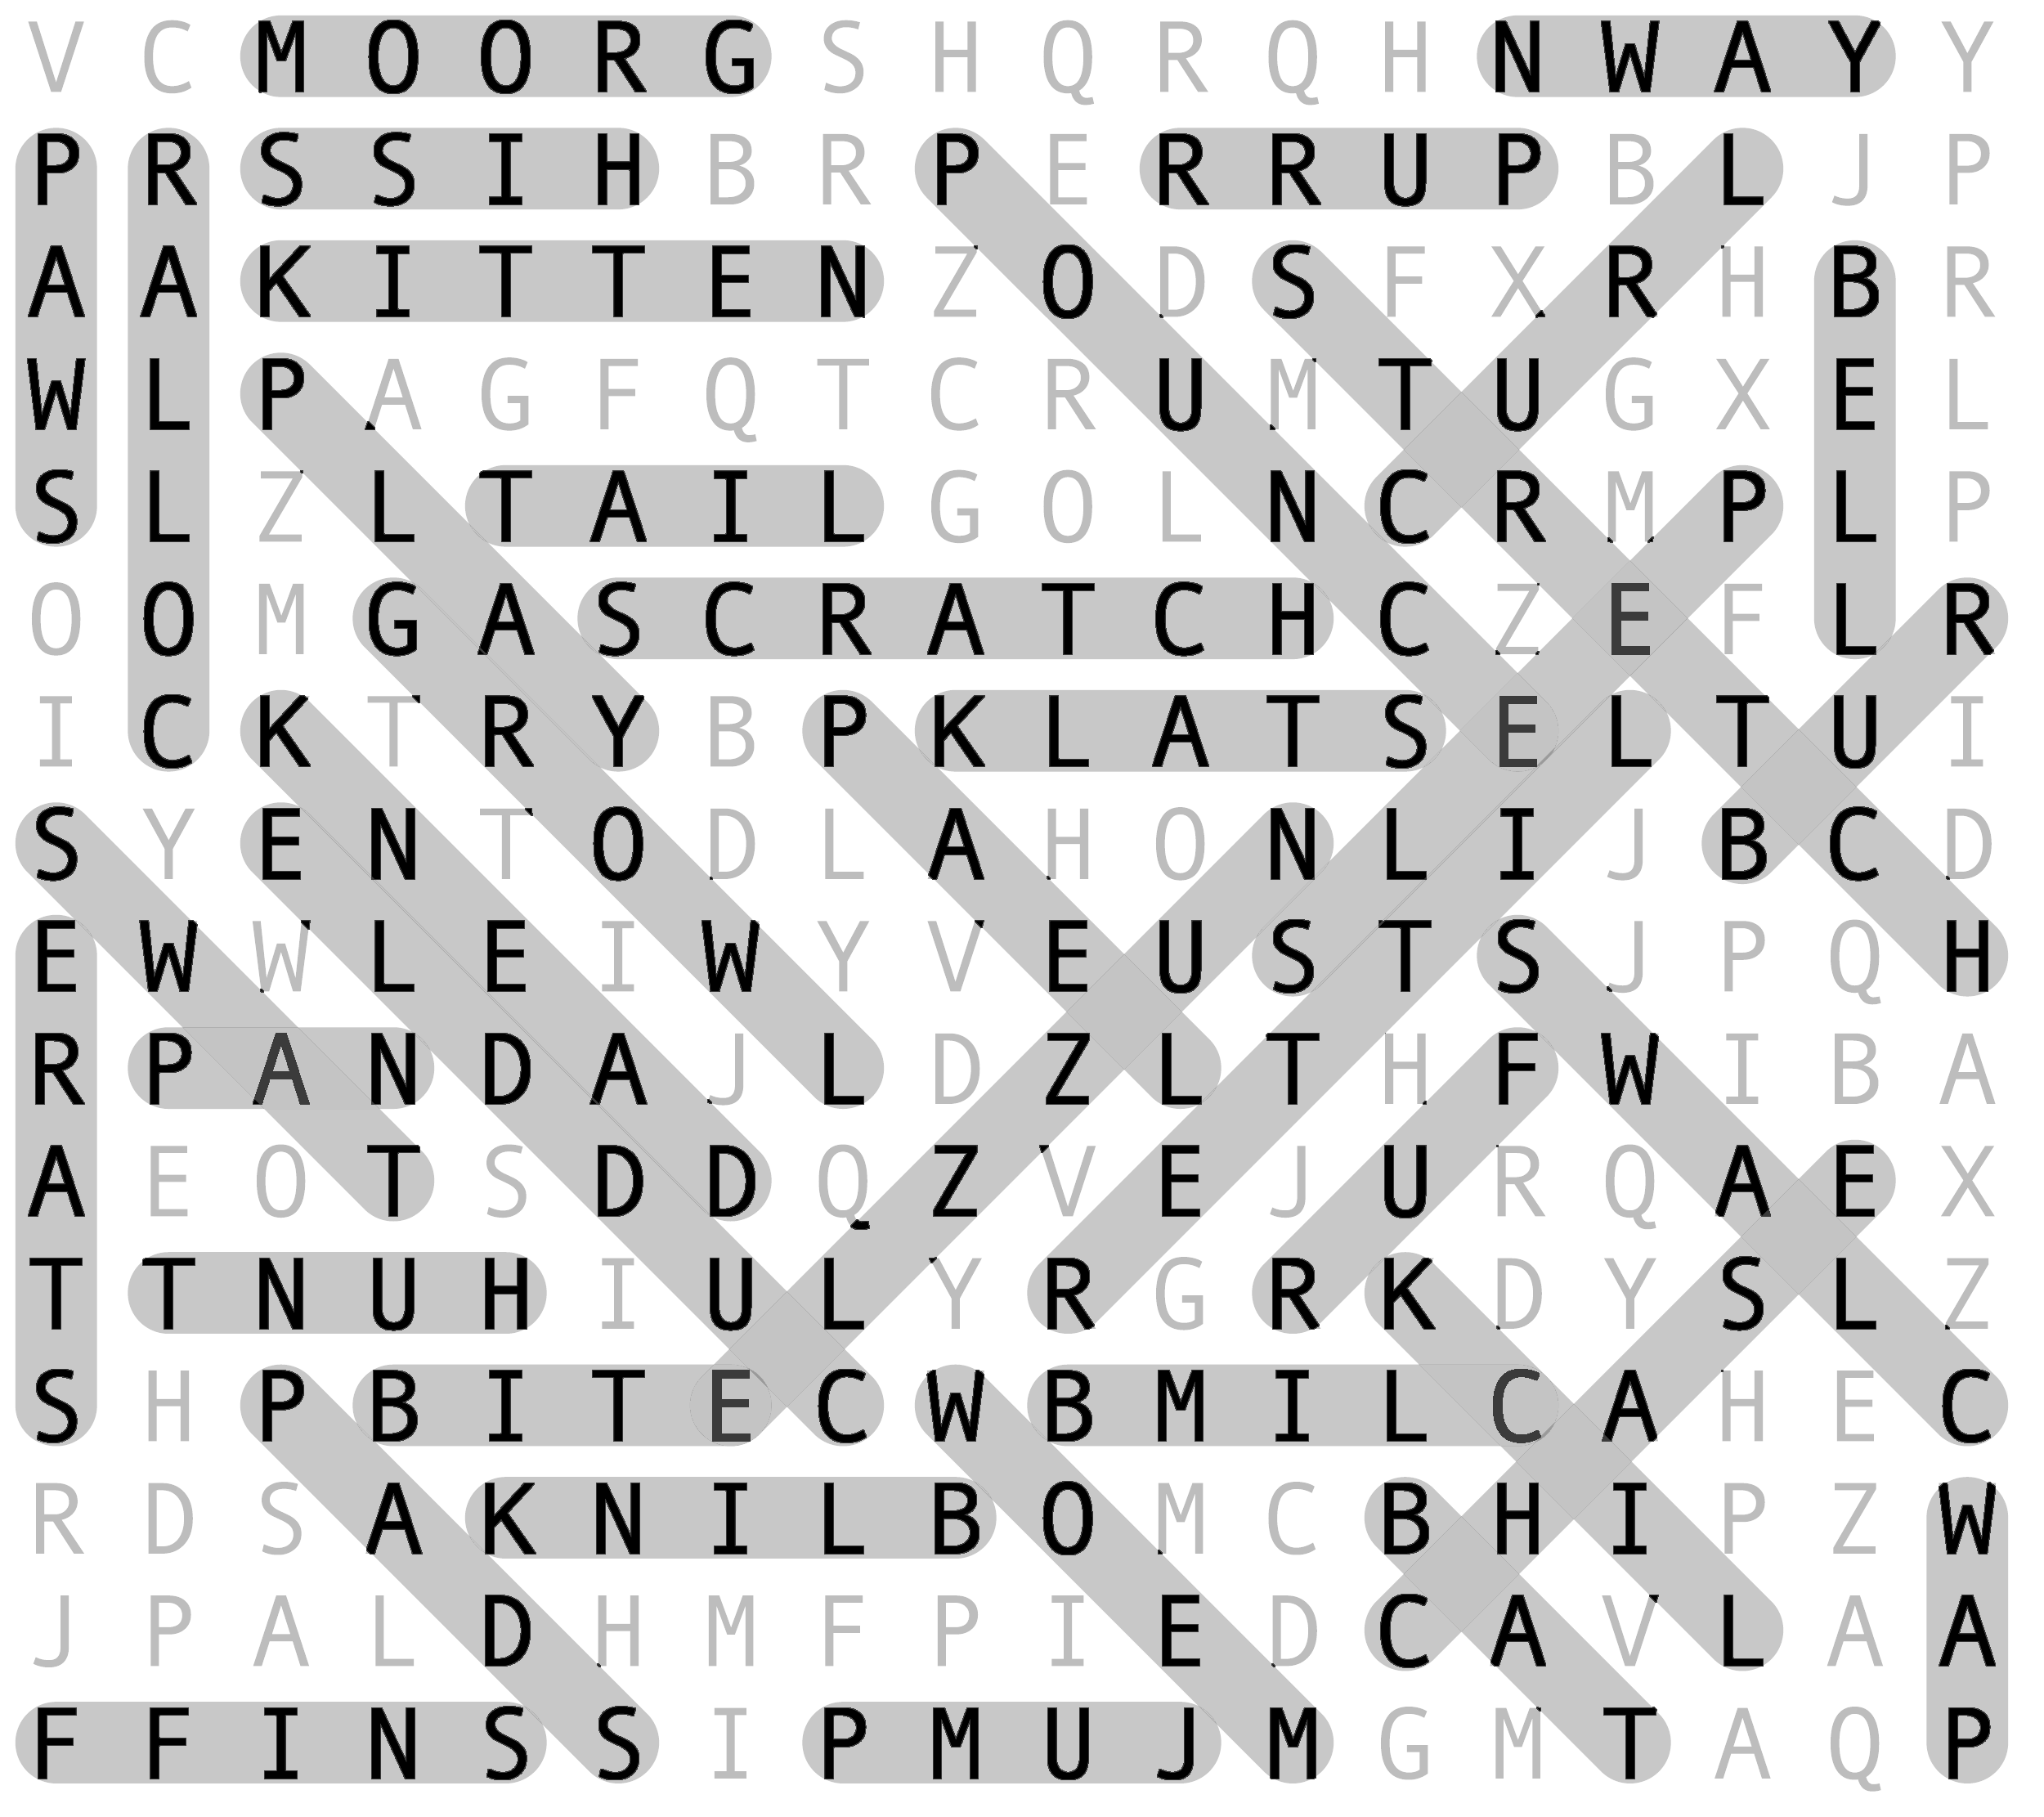 V C M O O R G S H Q R Q H N W A Y Y
P R S S I H B R P E R R U P B L J P
A A K I T T E N Z O D S F X R H B R
W L P A G F Q T C R U M T U G X E L
S L Z L T A I L G O L N C R M P L P
O O M G A S C R A T C H C Z E F L R
I C K T R Y B P K L A T S E L T U I
S Y E N T O D L A H O N L I J B C D
E W W L E I W Y V E U S T S J P Q H
R P A N D A J L D Z L T H F W I B A
A E O T S D D Q Z V E J U R Q A E X
T T N U H I U L Y R G R K D Y S L Z
S H P B I T E C W B M I L C A H E C
R D S A K N I L B O M C B H I P Z W
J P A L D H M F P I E D C A V L A A
F F I N S S I P M U J M G M T A Q P